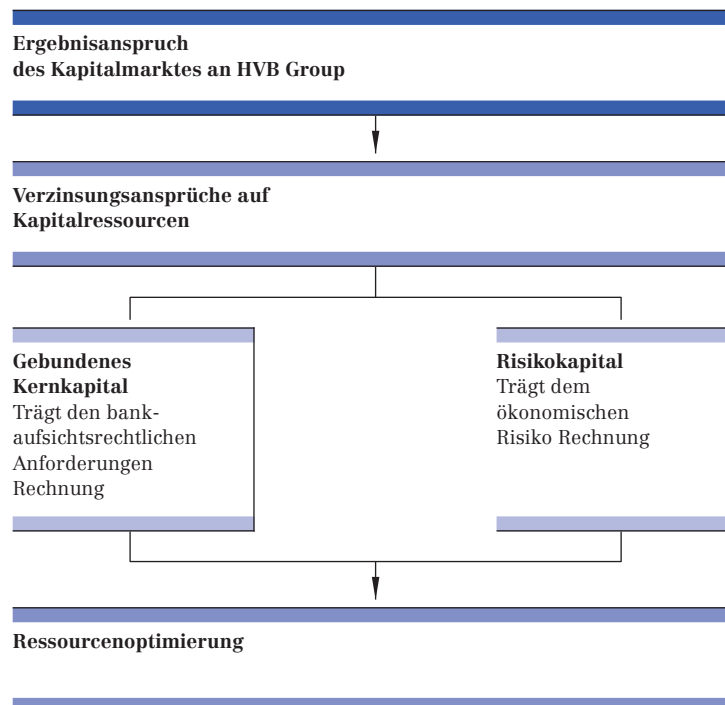 Ergebnisanspruch
des Kapitalmarktes an HVB Group
Verzinsungsansprüche auf
Kapitalressourcen
Gebundenes
Kernkapital
Trägt den bank-
aufsichtsrechtlichen
Anforderungen
Rechnung
Risikokapital
Trägt dem
ökonomischen
Risiko Rechnung
Ressourcenoptimierung